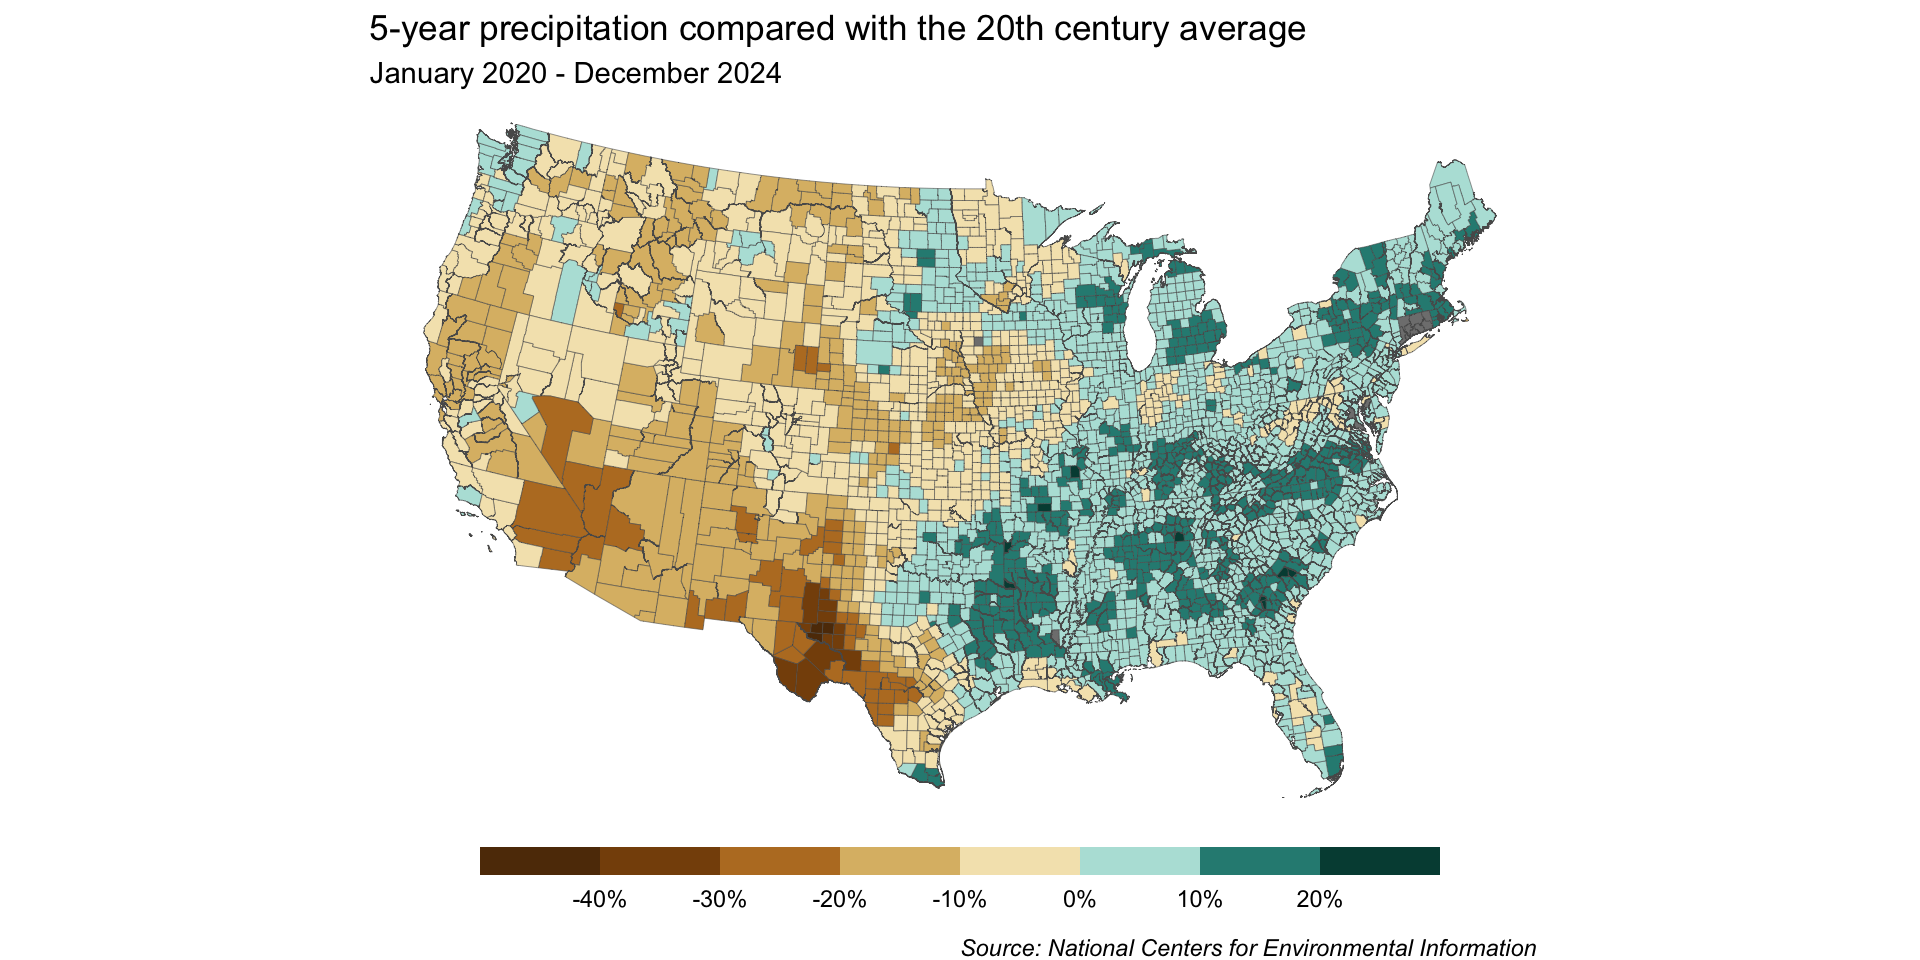 5-year precipitation compared with the 20th century average
January 2020 - December 2024
-40% -30% -20% -10% 0% 10% 20%
Source: National Centers for Environmental Information